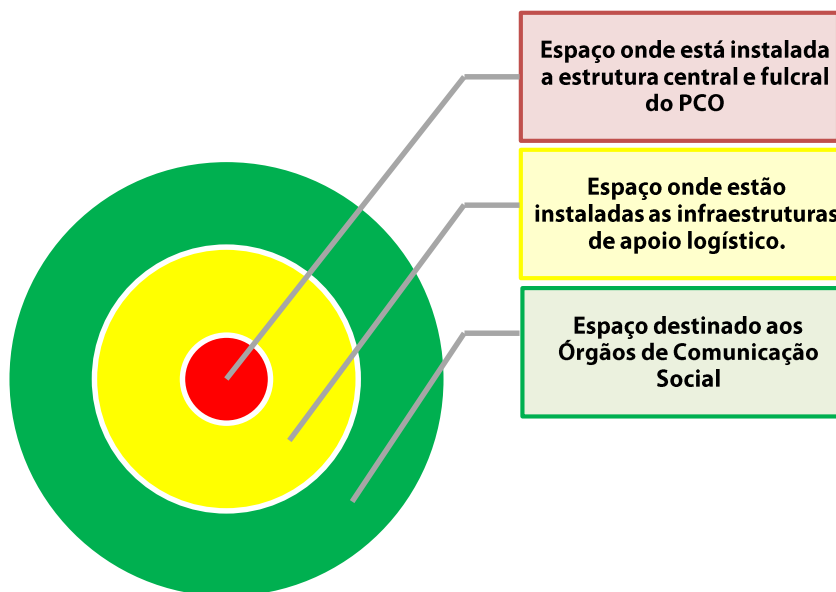 Espaço onde está instalada
a estrutura central e fulcral
do PCO
Espaço onde estão
instaladas as infraestruturas
de apoio logístico.
Espaço destinado aos
Órgãos de Comunicação
Social